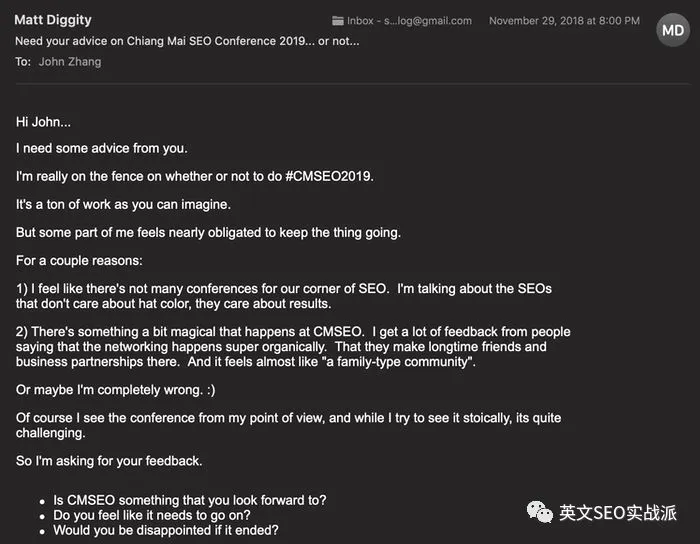 Matt Diggity
Inbox - s...log@gmail.com
November 29, 2018 at 8:00 PM
MD
Need your advice on Chiang Mai SEO Conference 2019... or not...
To: John Zhang
Hi John...
I need some advice from you.
I'm really on the fence on whether or not to do #CMSEO2019.
It's a ton of work as you can imagine.
But some part of me feels nearly obligated to keep the thing going.
For a couple reasons:
1) I feel like there's not many conferences for our corner of SEO.  I'm talking about the SEOs
that don't care about hat color, they care about results.
2) There's something a bit magical that happens at CMSEO.  I get a lot of feedback from people
saying that the networking happens super organically.  That they make longtime friends and
business partnerships there.  And it feels almost like "a family-type community".
Or maybe I'm completely wrong. :)
Of course I see the conference from my point of view, and while I try to see it stoically, its quite
challenging.
So I'm asking for your feedback.
• Is CMSEO something that you look forward to?
• Do you feel like it needs to go on?
• Would you be disappointed if it ended?
英文SEO实战派